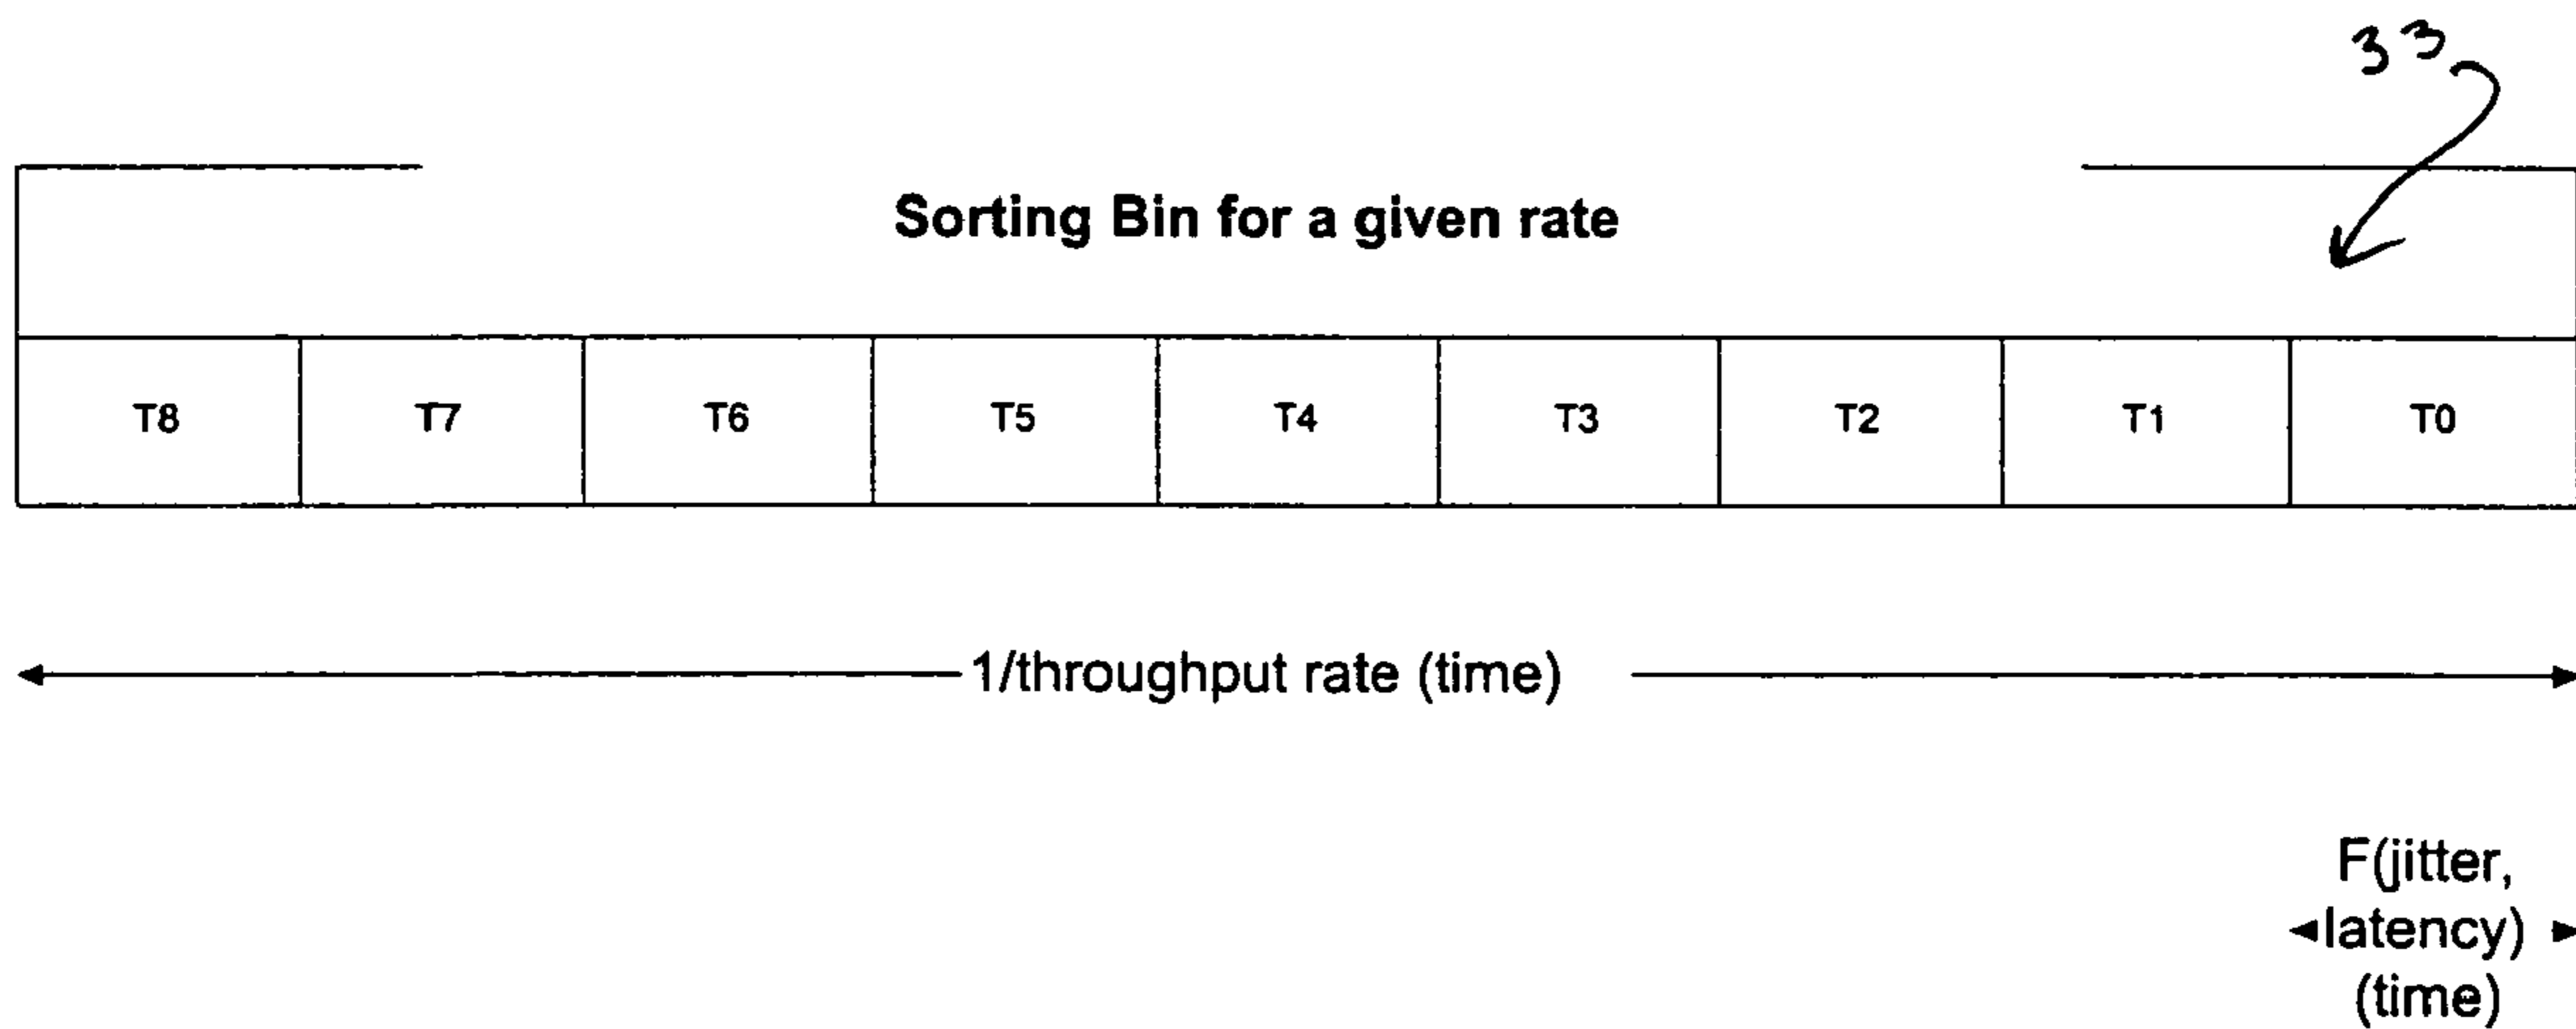 33
Sorting Bin for a given rate
T8 T7 T6 T5 T4 T3 T2 T1 T0
1/throughput rate (time)
F(jitter,
latency)
(time)